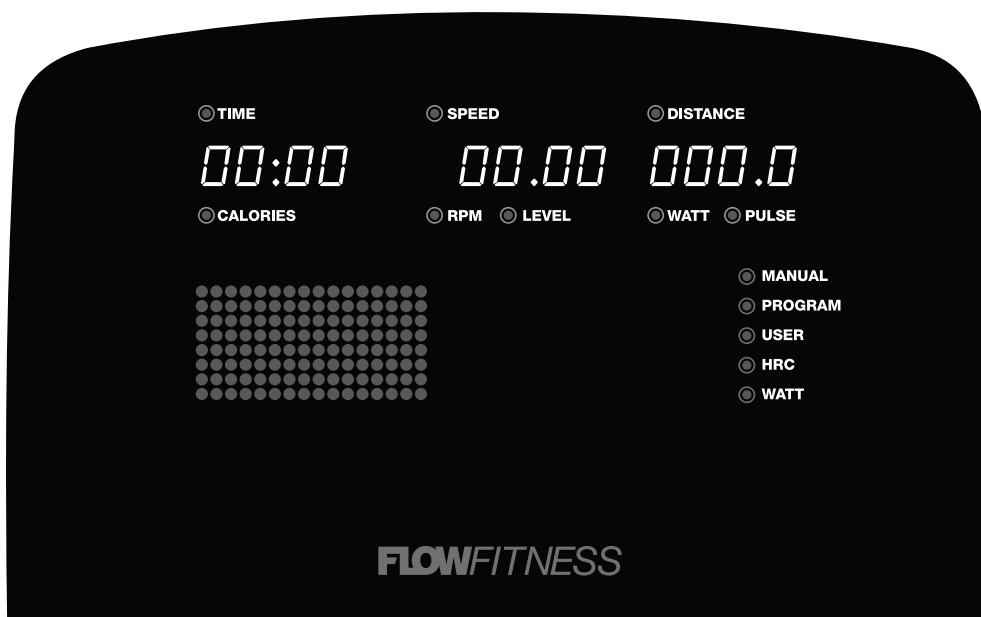 TIME SPEED DISTANCE
00:00 00.00 000.0
CALORIES RPM LEVEL WATT PULSE
MANUAL
PROGRAM
USER
HRC
WATT
FLOWFITNESS